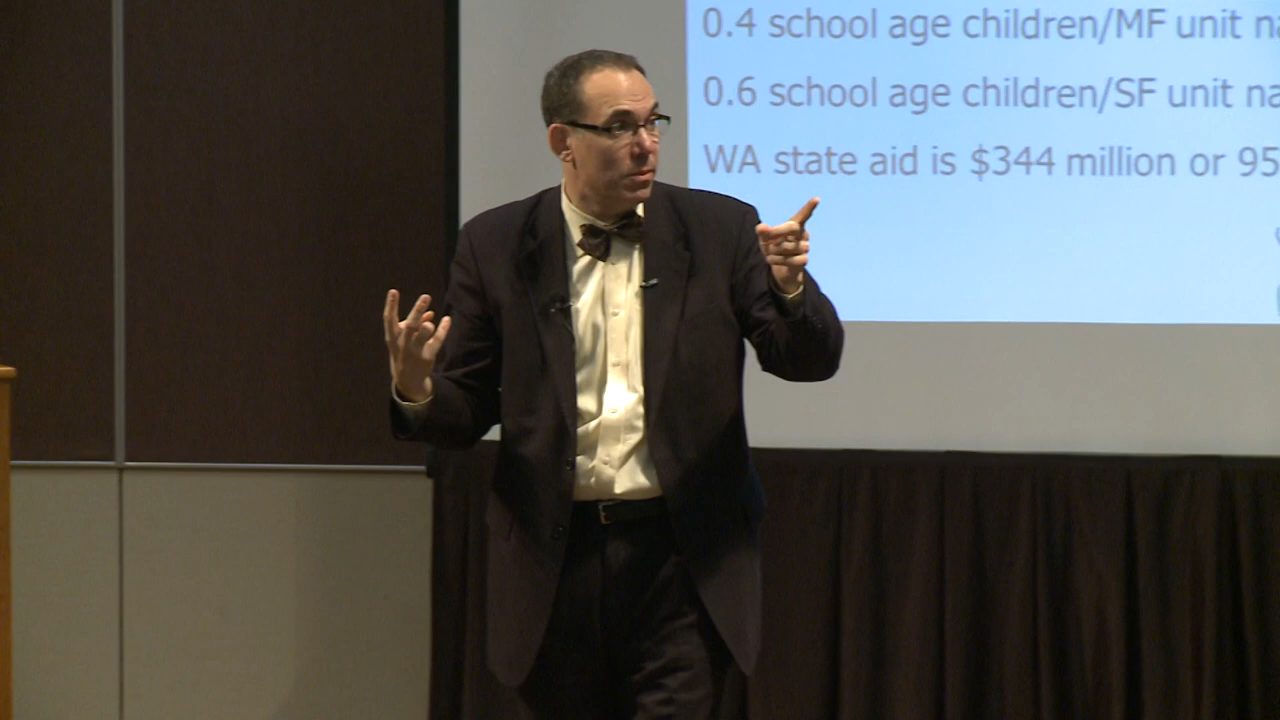 0.4 school age children/MF unit
0.6 school age children/SF unit
WA state aid is $344 million or 95